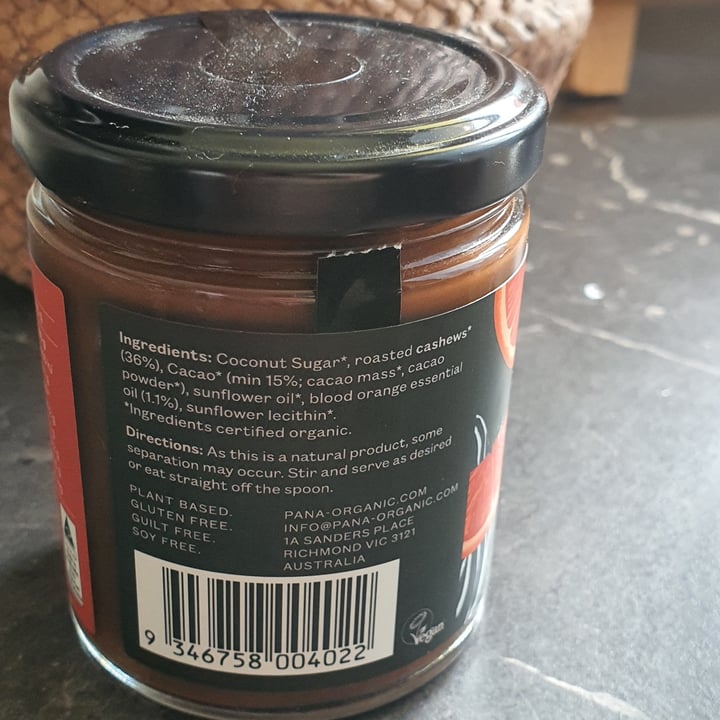 Ingredients: Coconut Sugar*, roasted cashews*
(36%), Cacao* (min 15%; cacao mass*, cacao
powder*), sunflower oil*, blood orange essential
oil (1.1%), sunflower lecithin*.
*Ingredients certified organic.
Directions: As this is a natural product, some
separation may occur. Stir and serve as desired
or eat straight off the spoon.
PLANT BASED.
GLUTEN FREE.
GUILT FREE.
SOY FREE.
PANA-ORGANIC.COM
INFO@PANA-ORGANIC.COM
1A SANDERS PLACE
RICHMOND VIC 3121
AUSTRALIA
9 346758 004022
vegan